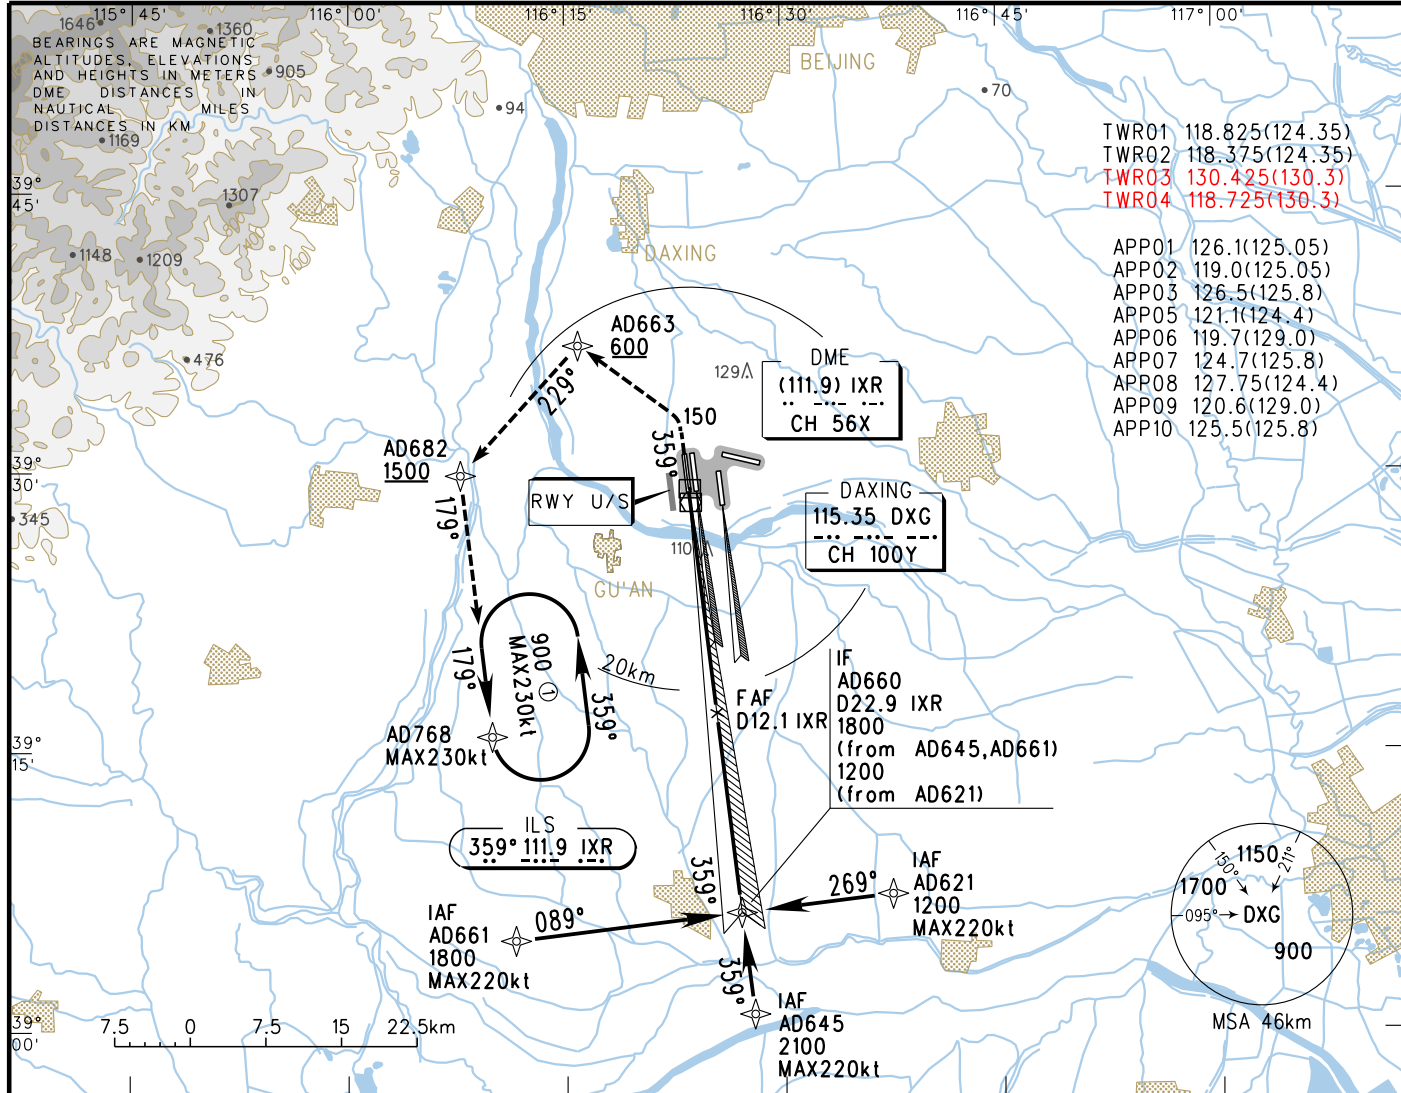 115° 45'
116° 00'
116° 15'
116° 30'
116° 45'
117° 00'
1646
1360
BEARINGS ARE MAGNETIC
ALTITUDES, ELEVATIONS
AND HEIGHTS IN METERS
DME DISTANCES IN
NAUTICAL MILES
DISTANCES IN KM
905
1169
94
BEIJING
70
TWR01 118.825(124.35)
TWR02 118.375(124.35)
TWR03 130.425(130.3)
TWR04 118.725(130.3)
39°
45'
1307
1148
1209
DAXING
APP01 126.1(125.05)
APP02 119.0(125.05)
APP03 126.5(125.8)
APP05 121.1(124.4)
APP06 119.7(129.0)
APP07 124.7(125.8)
APP08 127.75(124.4)
APP09 120.6(129.0)
APP10 125.5(125.8)
476
AD663
600
229°
129
DME
(111.9) IXR
CH 56X
150
359°
AD682
1500
39°
30'
345
179°
RWY U/S
DAXING
115.35 DXG
CH 100Y
110
GU'AN
900 ①
MAX230kt
179°
359°
20km
AD768
MAX230kt
FAF
D12.1 IXR
IF
AD660
D22.9 IXR
1800
(from AD645,AD661)
1200
(from AD621)
39°
15'
ILS
359° 111.9 IXR
359°
269°
IAF
AD621
1200
MAX220kt
089°
IAF
AD661
1800
MAX220kt
359°
IAF
AD645
2100
MAX220kt
150°
1150
211°
1700
095°
DXG
900
MSA 46km
39°
00'
7.5 0 7.5 15 22.5km